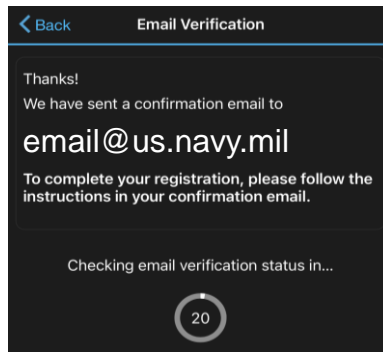 Back
Email Verification
Thanks!
We have sent a confirmation email to
email@us.navy.mil
To complete your registration, please follow the
instructions in your confirmation email.
Checking email verification status in...
20